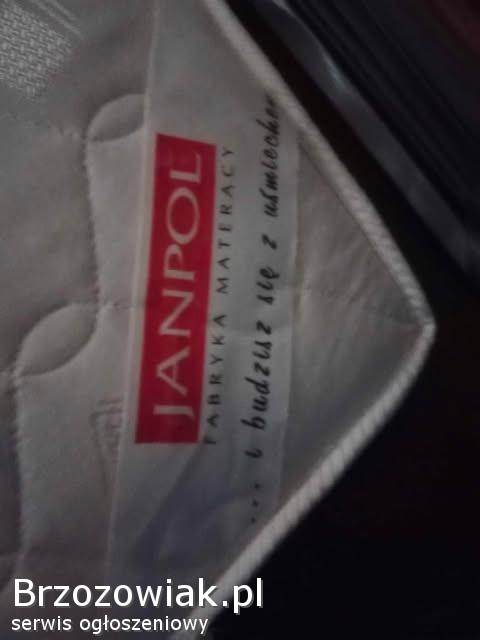 JANPOL
FABRYKA MATERACY
... i budzisz się z uśmiechem
Brzozowiak.pl
serwis ogłoszeniowy